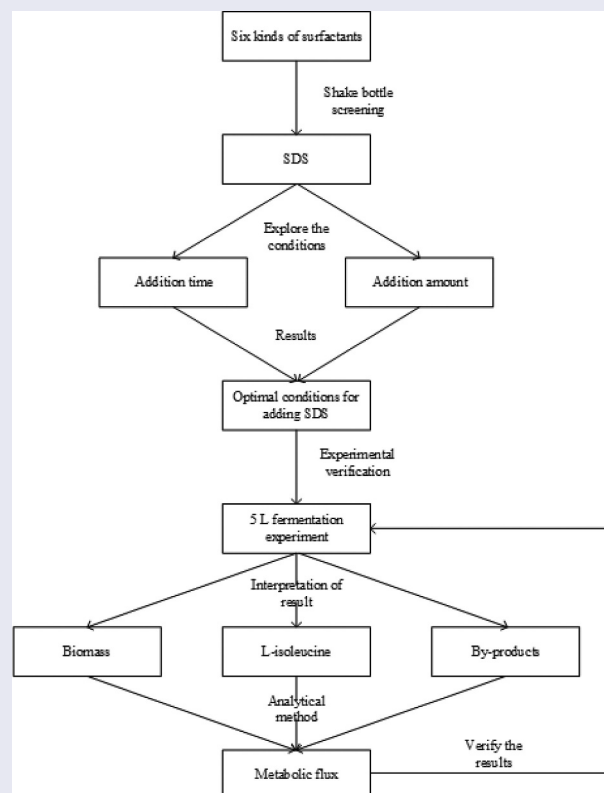 Six kinds of surfactants
Shake bottle
screening
SDS
Explore the
conditions
Addition time
Addition amount
Results
Optimal conditions for
adding SDS
Experimental
verification
5 L fermentation
experiment
Interpretation of
result
Biomass
L-isoleucine
By-products
Analytical
method
Verify the
results
Metabolic flux